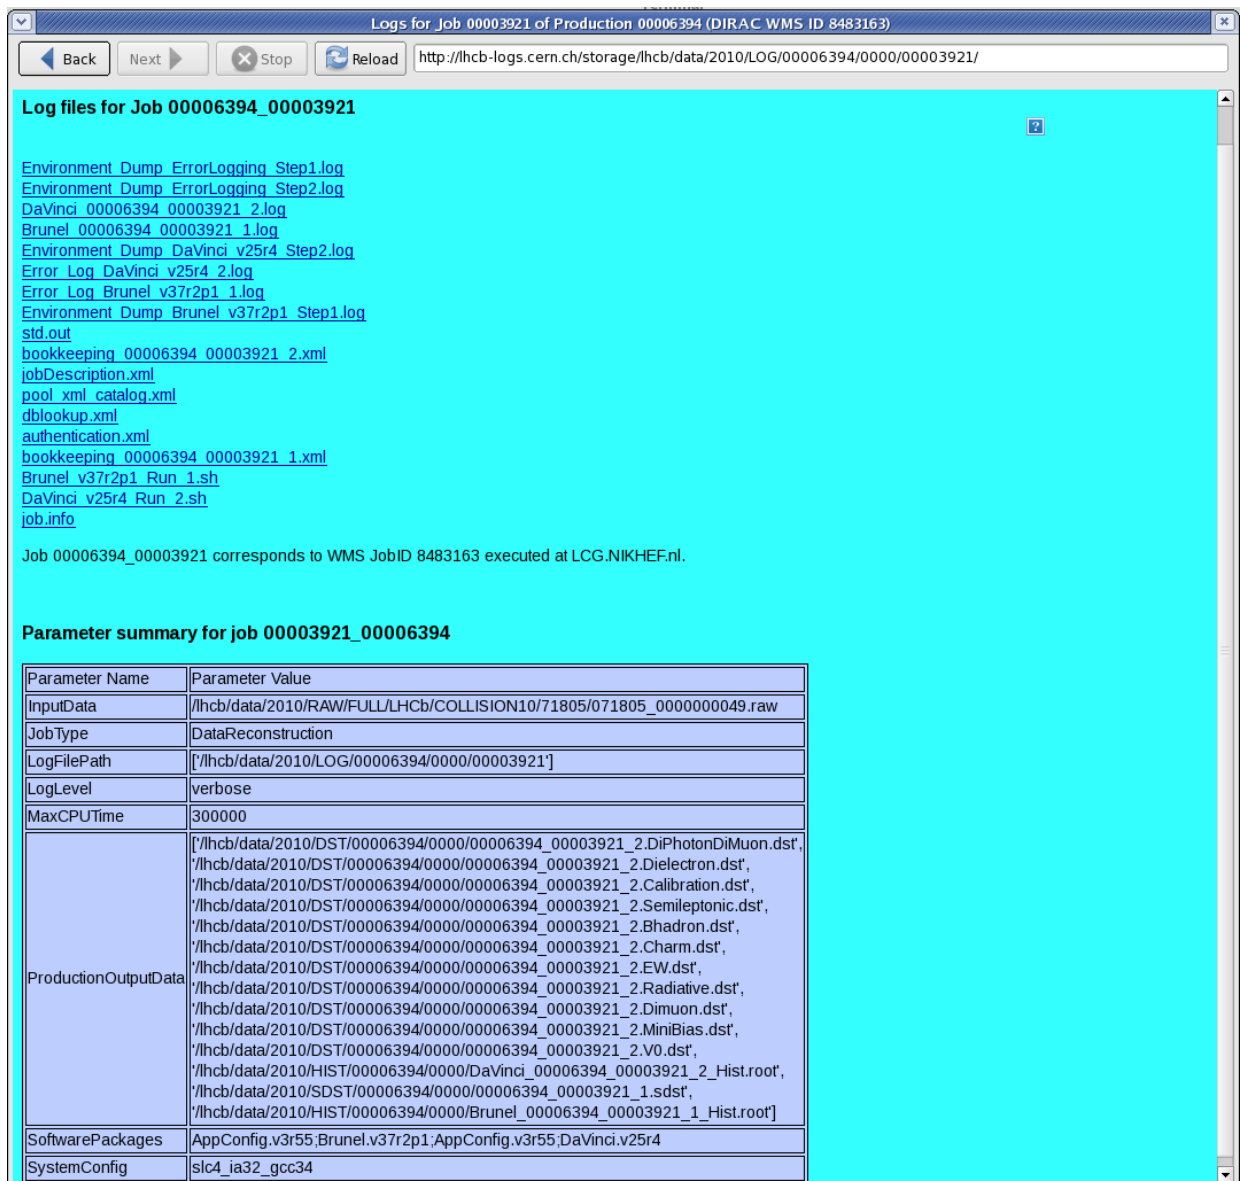 Logs for Job 00003921 of Production 00006394 (DIRAC WMS ID 8483163)
Back Next Stop Reload http://lhcb-logs.cern.ch/storage/lhcb/data/2010/LOG/00006394/0000/00003921/
Log files for Job 00006394_00003921
?
Environment_Dump_ErrorLogging_Step1.log
Environment_Dump_ErrorLogging_Step2.log
DaVinci_00006394_00003921_2.log
Brunel_00006394_00003921_1.log
Environment_Dump_DaVinci_v25r4_Step2.log
Error_Log_DaVinci_v25r4_2.log
Error_Log_Brunel_v37r2p1_1.log
Environment_Dump_Brunel_v37r2p1_Step1.log
std.out
bookkeeping_00006394_00003921_2.xml
jobDescription.xml
pool_xml_catalog.xml
dblookup.xml
authentication.xml
bookkeeping_00006394_00003921_1.xml
Brunel_v37r2p1_Run_1.sh
DaVinci_v25r4_Run_2.sh
job.info
Job 00006394_00003921 corresponds to WMS JobID 8483163 executed at LCG.NIKHEF.nl.
Parameter summary for job 00003921_00006394
Parameter Name Parameter Value
InputData /lhcb/data/2010/RAW/FULL/LHCb/COLLISION10/71805/071805_0000000049.raw
JobType DataReconstruction
LogFilePath ['/lhcb/data/2010/LOG/00006394/0000/00003921']
LogLevel verbose
MaxCPUTime 300000
ProductionOutputData ['/lhcb/data/2010/DST/00006394/0000/00006394_00003921_2.DiPhotonDiMuon.dst',
'/lhcb/data/2010/DST/00006394/0000/00006394_00003921_2.Dielectron.dst',
'/lhcb/data/2010/DST/00006394/0000/00006394_00003921_2.Calibration.dst',
'/lhcb/data/2010/DST/00006394/0000/00006394_00003921_2.Semileptonic.dst',
'/lhcb/data/2010/DST/00006394/0000/00006394_00003921_2.Bhadron.dst',
'/lhcb/data/2010/DST/00006394/0000/00006394_00003921_2.Charm.dst',
'/lhcb/data/2010/DST/00006394/0000/00006394_00003921_2.EW.dst',
'/lhcb/data/2010/DST/00006394/0000/00006394_00003921_2.Radiative.dst',
'/lhcb/data/2010/DST/00006394/0000/00006394_00003921_2.Dimuon.dst',
'/lhcb/data/2010/DST/00006394/0000/00006394_00003921_2.MiniBias.dst',
'/lhcb/data/2010/DST/00006394/0000/00006394_00003921_2.V0.dst',
'/lhcb/data/2010/HIST/00006394/0000/DaVinci_00006394_00003921_2_Hist.root',
'/lhcb/data/2010/SDST/00006394/0000/00006394_00003921_1.sdst',
'/lhcb/data/2010/HIST/00006394/0000/Brunel_00006394_00003921_1_Hist.root']
SoftwarePackages AppConfig.v3r55;Brunel.v37r2p1;AppConfig.v3r55;DaVinci.v25r4
SystemConfig slc4_ia32_gcc34